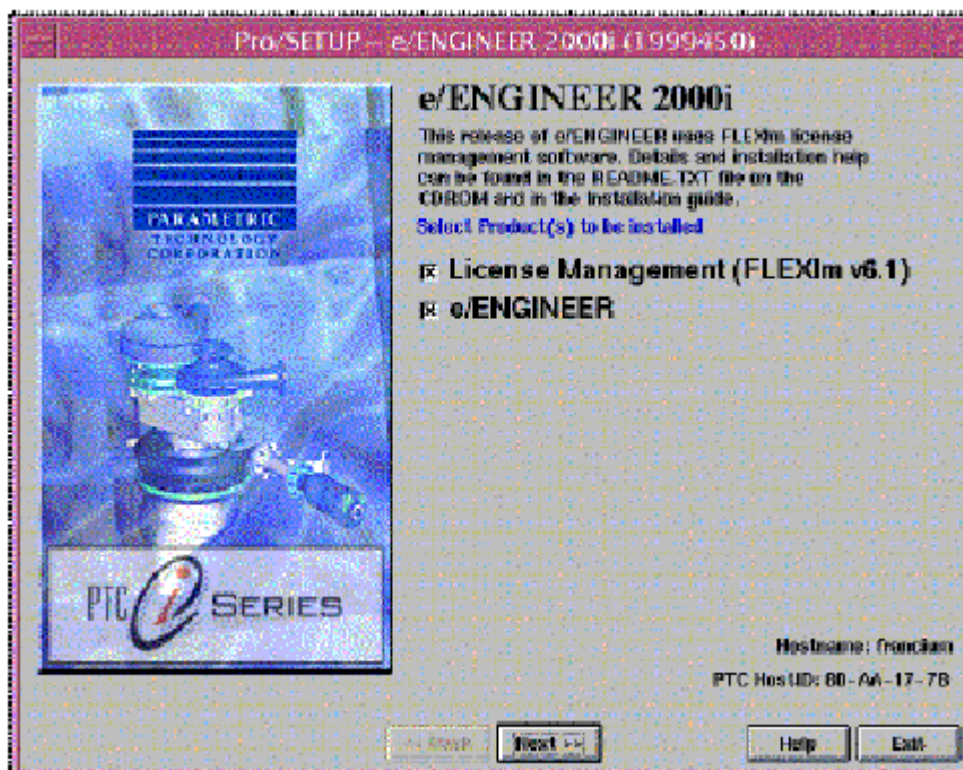 Pro/SETUP - e/ENGINEER 2000i (1999450)
e/ENGINEER 2000i
This release of e/ENGINEER uses FLEXlm license
management software. Details and installation help
can be found in the README.TXT file on the
CDROM and in the installation guide.
Select Product(s) to be installed
License Management (FLEXlm v6.1)
e/ENGINEER
PARAMETRIC
TECHNOLOGY
CORPORATION
PTC i SERIES
Hostname: francium
PTC HostID: 80-AA-17-78
<< Back
Next >>
Help
Exit